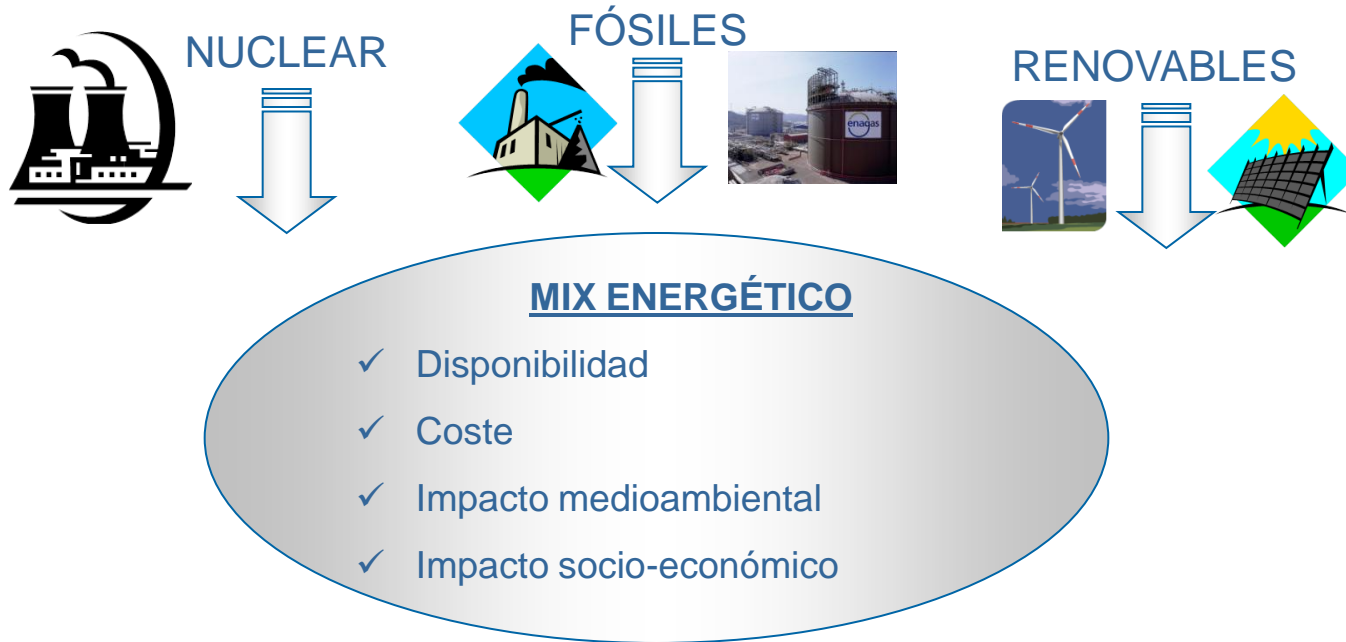 NUCLEAR
FÓSILES
RENOVABLES
enagas
MIX ENERGÉTICO
✓ Disponibilidad
✓ Coste
✓ Impacto medioambiental
✓ Impacto socio-económico